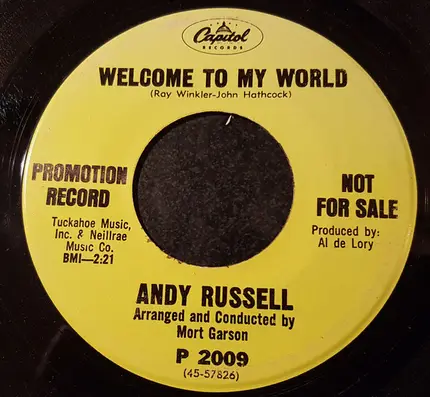 Capitol
RECORDS
WELCOME TO MY WORLD
(Ray Winkler-John Hathcock)
PROMOTION
RECORD
Tuckahoe Music,
Inc. & Neillrae
Music Co.
BMI—2:21
NOT
FOR SALE
Produced by:
Al de Lory
ANDY RUSSELL
Arranged and Conducted by
Mort Garson
P 2009
(45-57826)